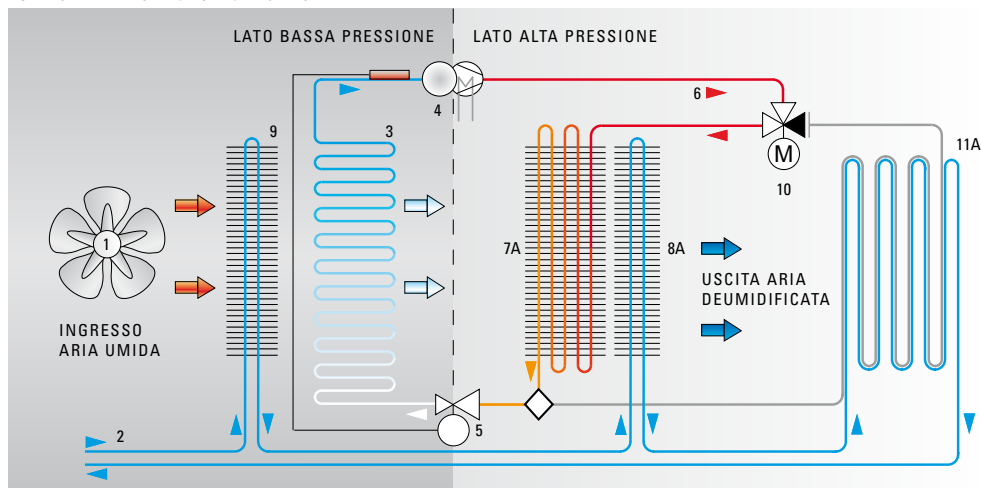 LATO BASSA PRESSIONE
LATO ALTA PRESSIONE
4
6
9
3
M
10
11A
1
7A
8A
USCITA ARIA
DEUMIDIFICATA
INGRESSO
ARIA UMIDA
2
5